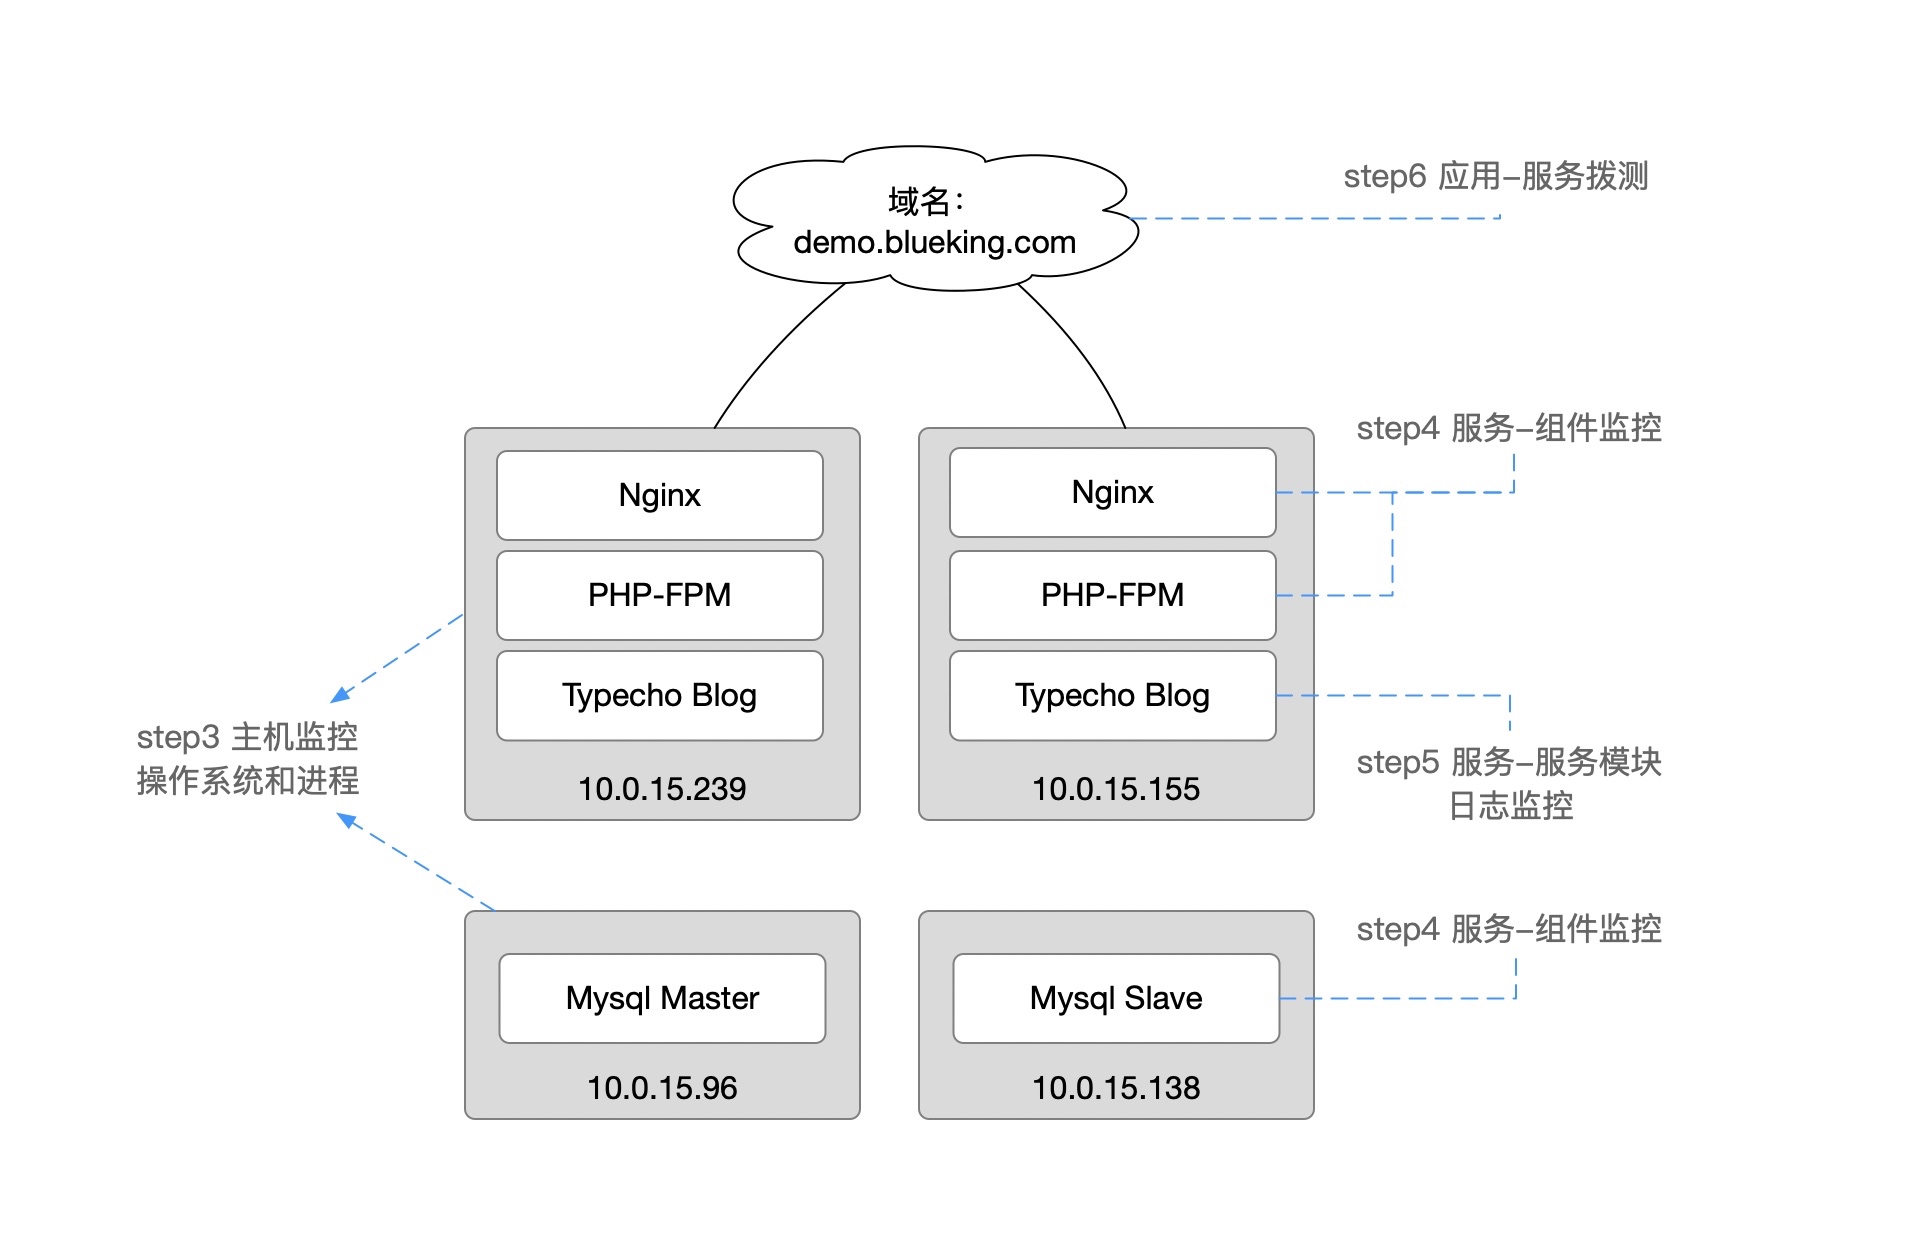 域名：
demo.blueking.com
step6 应用-服务拨测
step4 服务-组件监控
Nginx
PHP-FPM
Typecho Blog
10.0.15.239
Nginx
PHP-FPM
Typecho Blog
10.0.15.155
step3 主机监控
操作系统和进程
step5 服务-服务模块
日志监控
Mysql Master
10.0.15.96
Mysql Slave
10.0.15.138
step4 服务-组件监控